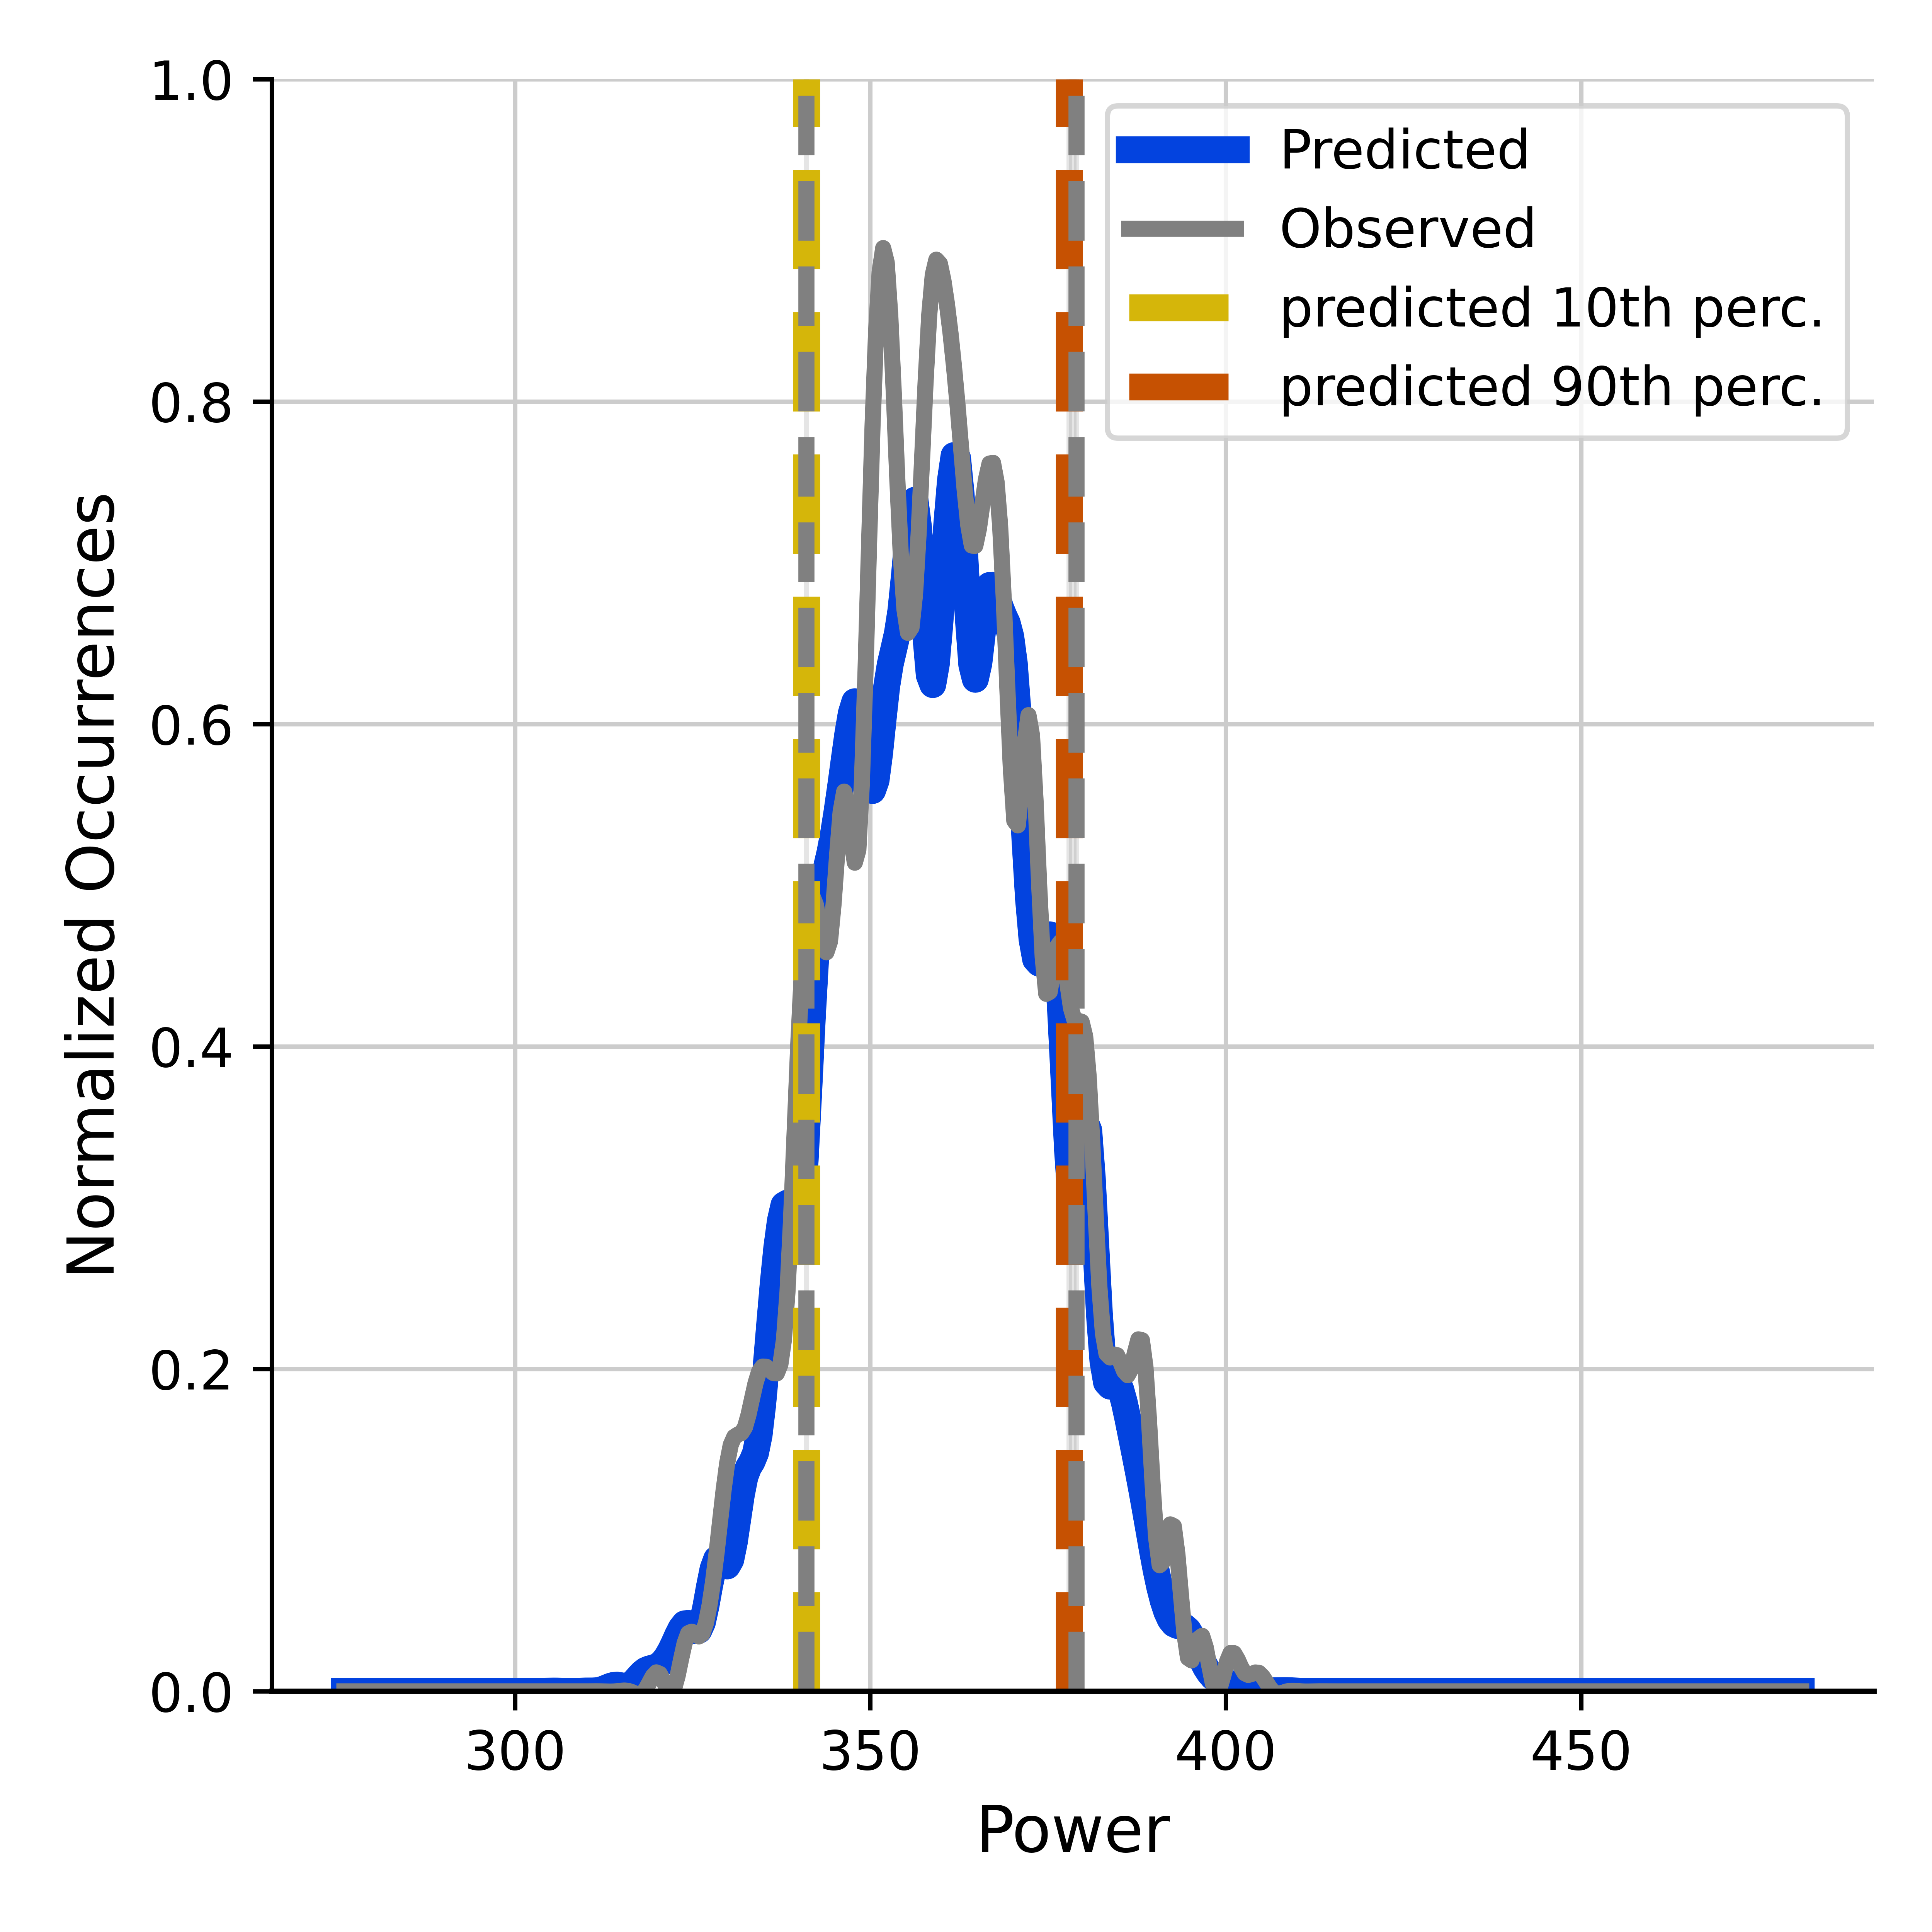 1.0
0.8
0.6
0.4
0.2
0.0
Normalized Occurrences
Predicted
Observed
predicted 10th perc.
predicted 90th perc.
300 350 400 450
Power